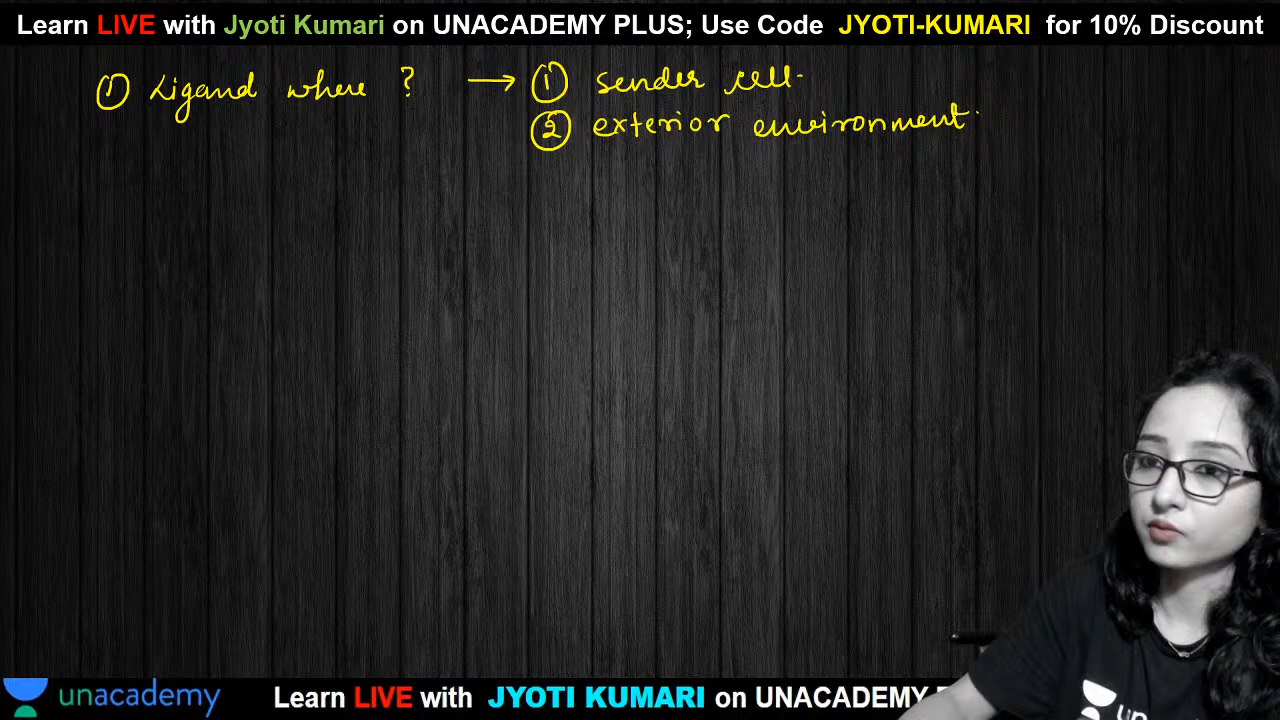 Learn LIVE with Jyoti Kumari on UNACADEMY PLUS; Use Code JYOTI-KUMARI for 10% Discount
① Ligand where ? → ① sender cell.
② exterior environment.
unacademy
Learn LIVE with JYOTI KUMARI on UNACADEMY
un